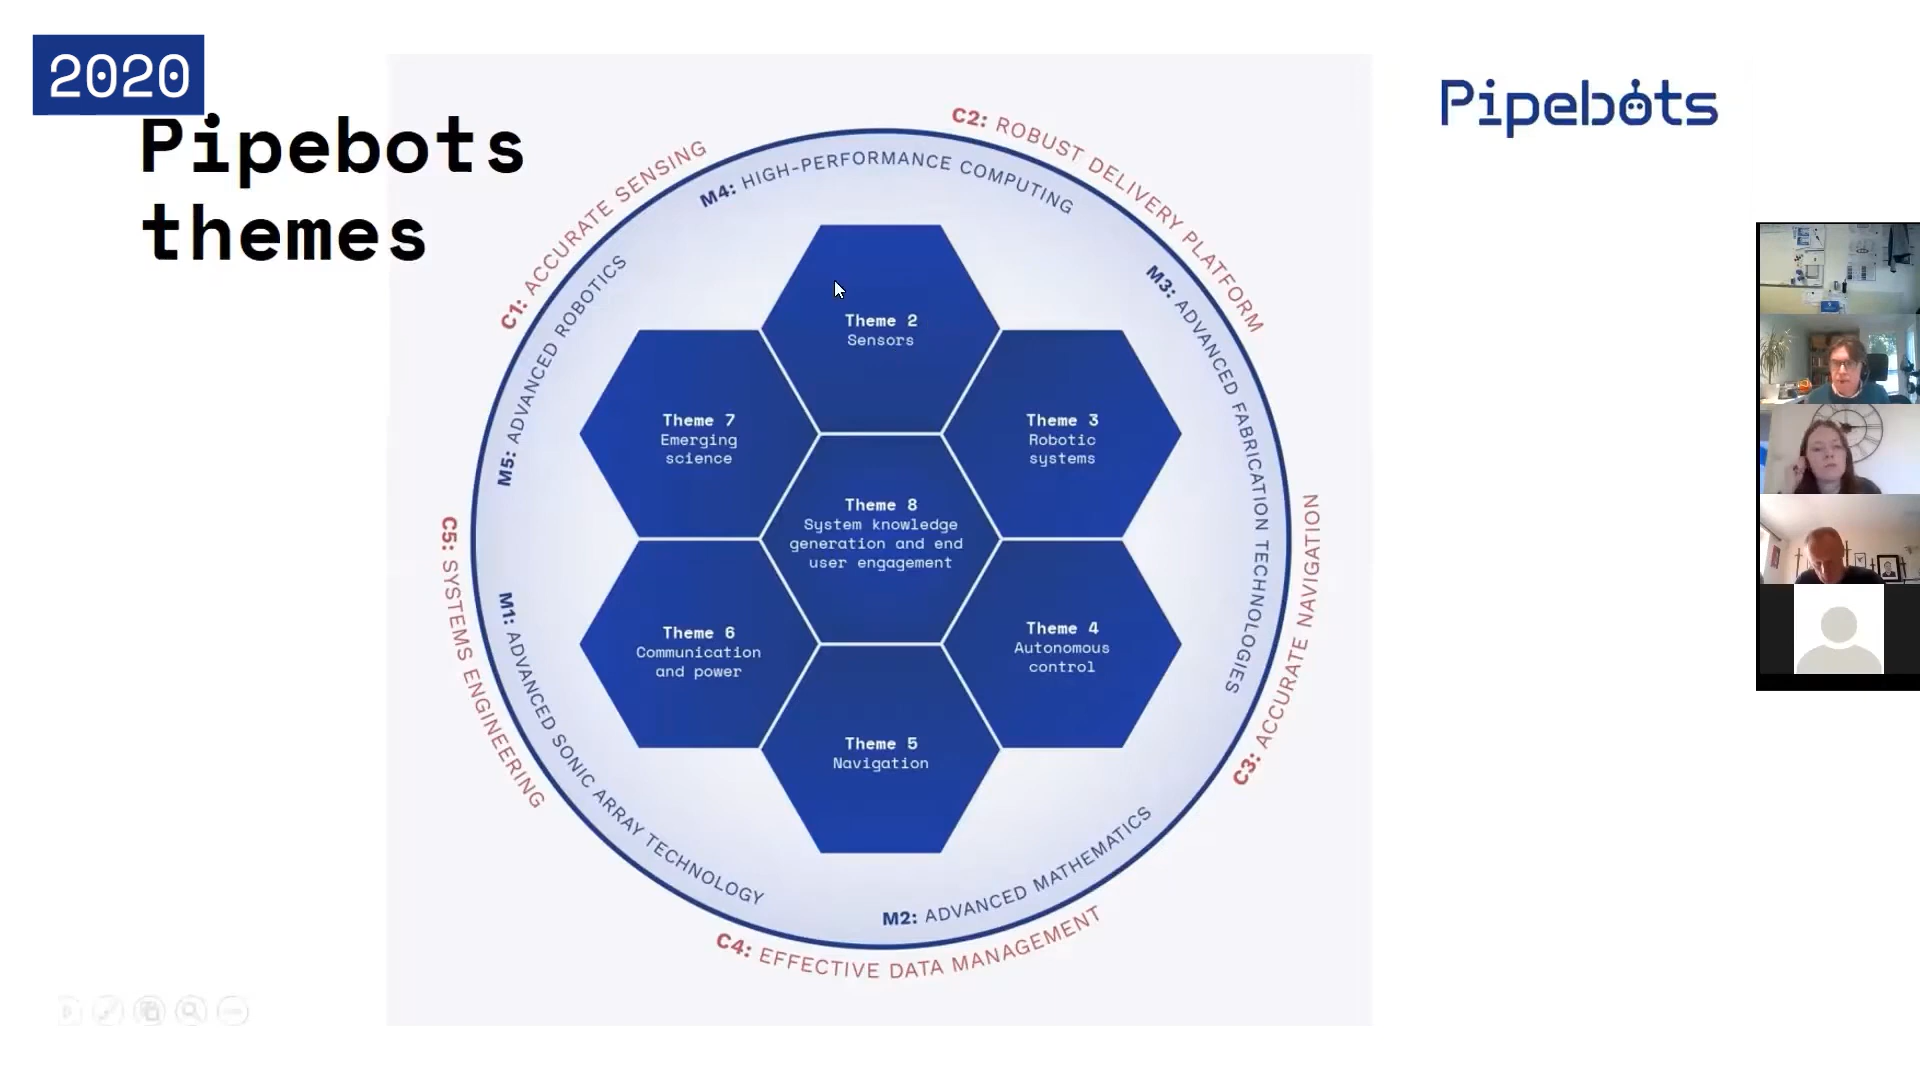 2020
Pipebots
themes
Pipebots
C1: ACCURATE SENSING
C2: ROBUST DELIVERY PLATFORM
C3: ACCURATE NAVIGATION
C4: EFFECTIVE DATA MANAGEMENT
C5: SYSTEMS ENGINEERING
M4: HIGH-PERFORMANCE COMPUTING
M3: ADVANCED FABRICATION TECHNOLOGIES
M2: ADVANCED MATHEMATICS
M1: ADVANCED SONIC ARRAY TECHNOLOGY
M5: ADVANCED ROBOTICS
Theme 2
Sensors
Theme 3
Robotic
systems
Theme 4
Autonomous
control
Theme 5
Navigation
Theme 6
Communication
and power
Theme 7
Emerging
science
Theme 8
System knowledge
generation and end
user engagement